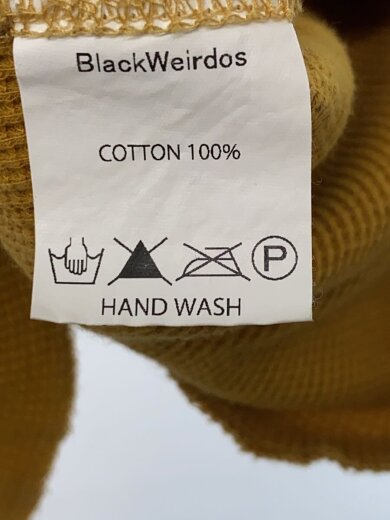 BlackWeirdos
COTTON 100%
P
HAND WASH